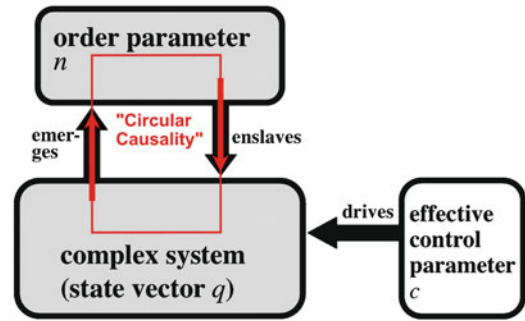 order parameter
n
emer-
ges
"Circular
Causality"
enslaves
complex system
(state vector q)
drives
effective
control
parameter
c